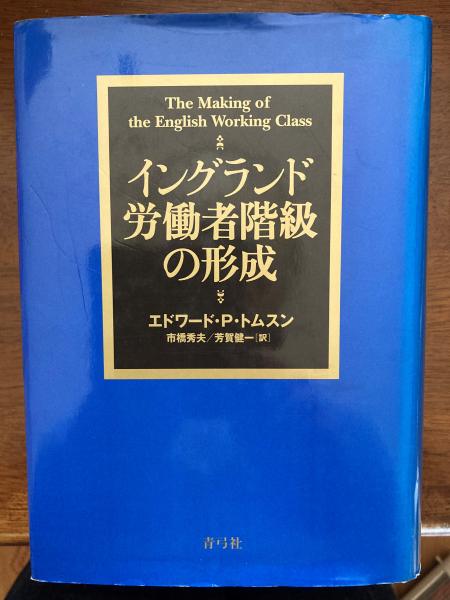 The Making of
the English Working Class
イングランド
労働者階級
の形成
エドワード・P・トムスン
市橋秀夫／芳賀健一[訳]
青弓社